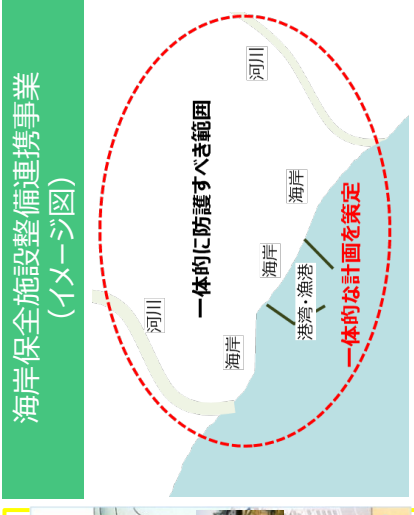 海岸保全施設整備連携事業
（イメージ図）
河川
河川
一体的に防護すべき範囲
海岸
海岸
海岸
港湾・漁港
一体的な計画を策定